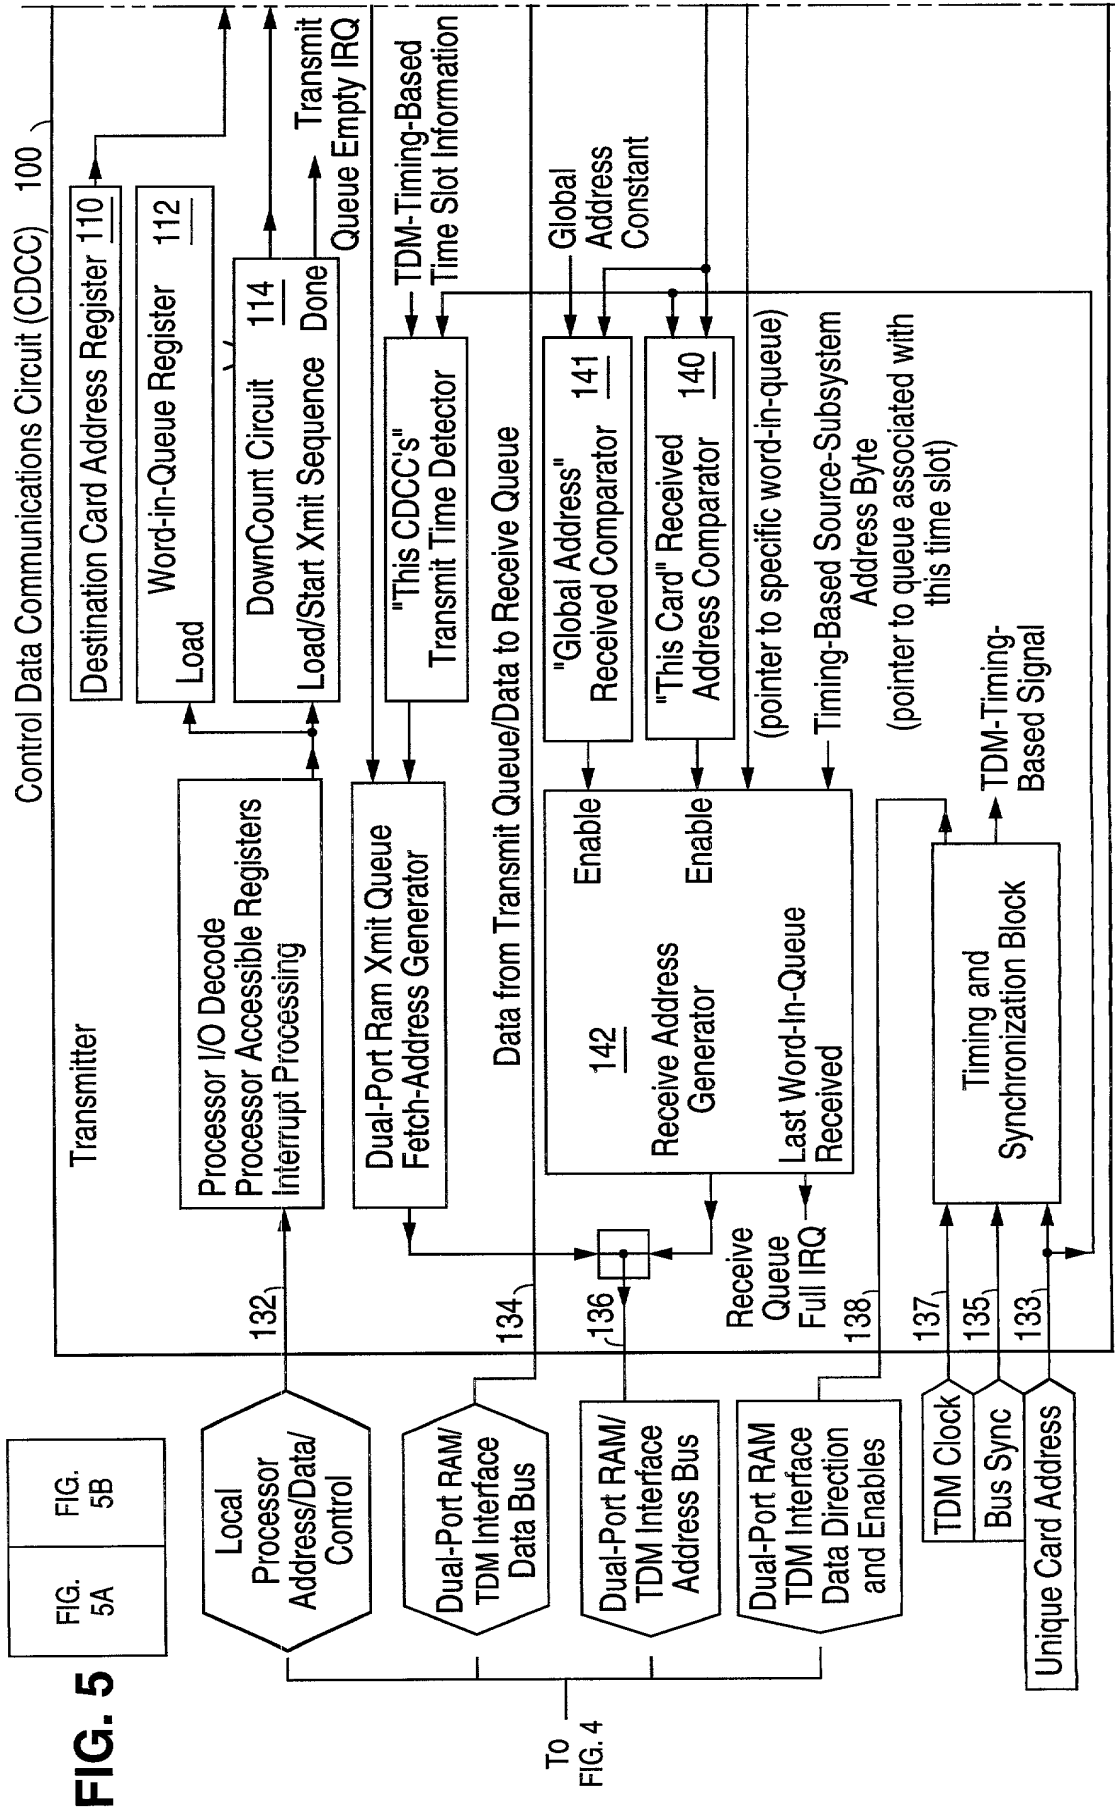 FIG. 5
FIG.
5A
FIG.
5B
Control Data Communications Circuit (CDCC)
100
Transmitter
Local
Processor
Address/Data/
Control
132
Processor I/O Decode
Processor Accessible Registers
Interrupt Processing
Destination Card Address Register 110
Word-in-Queue Register 112
Load
DownCount Circuit 114
Load/Start Xmit Sequence Done
Transmit
Queue Empty IRQ
Dual-Port Ram Xmit Queue
Fetch-Address Generator
"This CDCC's"
Transmit Time Detector
TDM-Timing-Based
Time Slot Information
Dual-Port RAM/
TDM Interface
Data Bus
134
Data from Transmit Queue/Data to Receive Queue
Dual-Port RAM/
TDM Interface
Address Bus
136
142
Receive Address
Generator
Enable
Enable
Last Word-In-Queue
Received
Receive
Queue
Full IRQ
"Global Address"
Received Comparator
141
Global
Address
Constant
"This Card" Received
Address Comparator
140
(pointer to specific word-in-queue)
Timing-Based Source-Subsystem
Address Byte
(pointer to queue associated with
this time slot)
Dual-Port RAM
TDM Interface
Data Direction
and Enables
138
TDM Clock
137
Bus Sync
135
Unique Card Address
133
Timing and
Synchronization Block
TDM-Timing-
Based Signal
To
FIG. 4